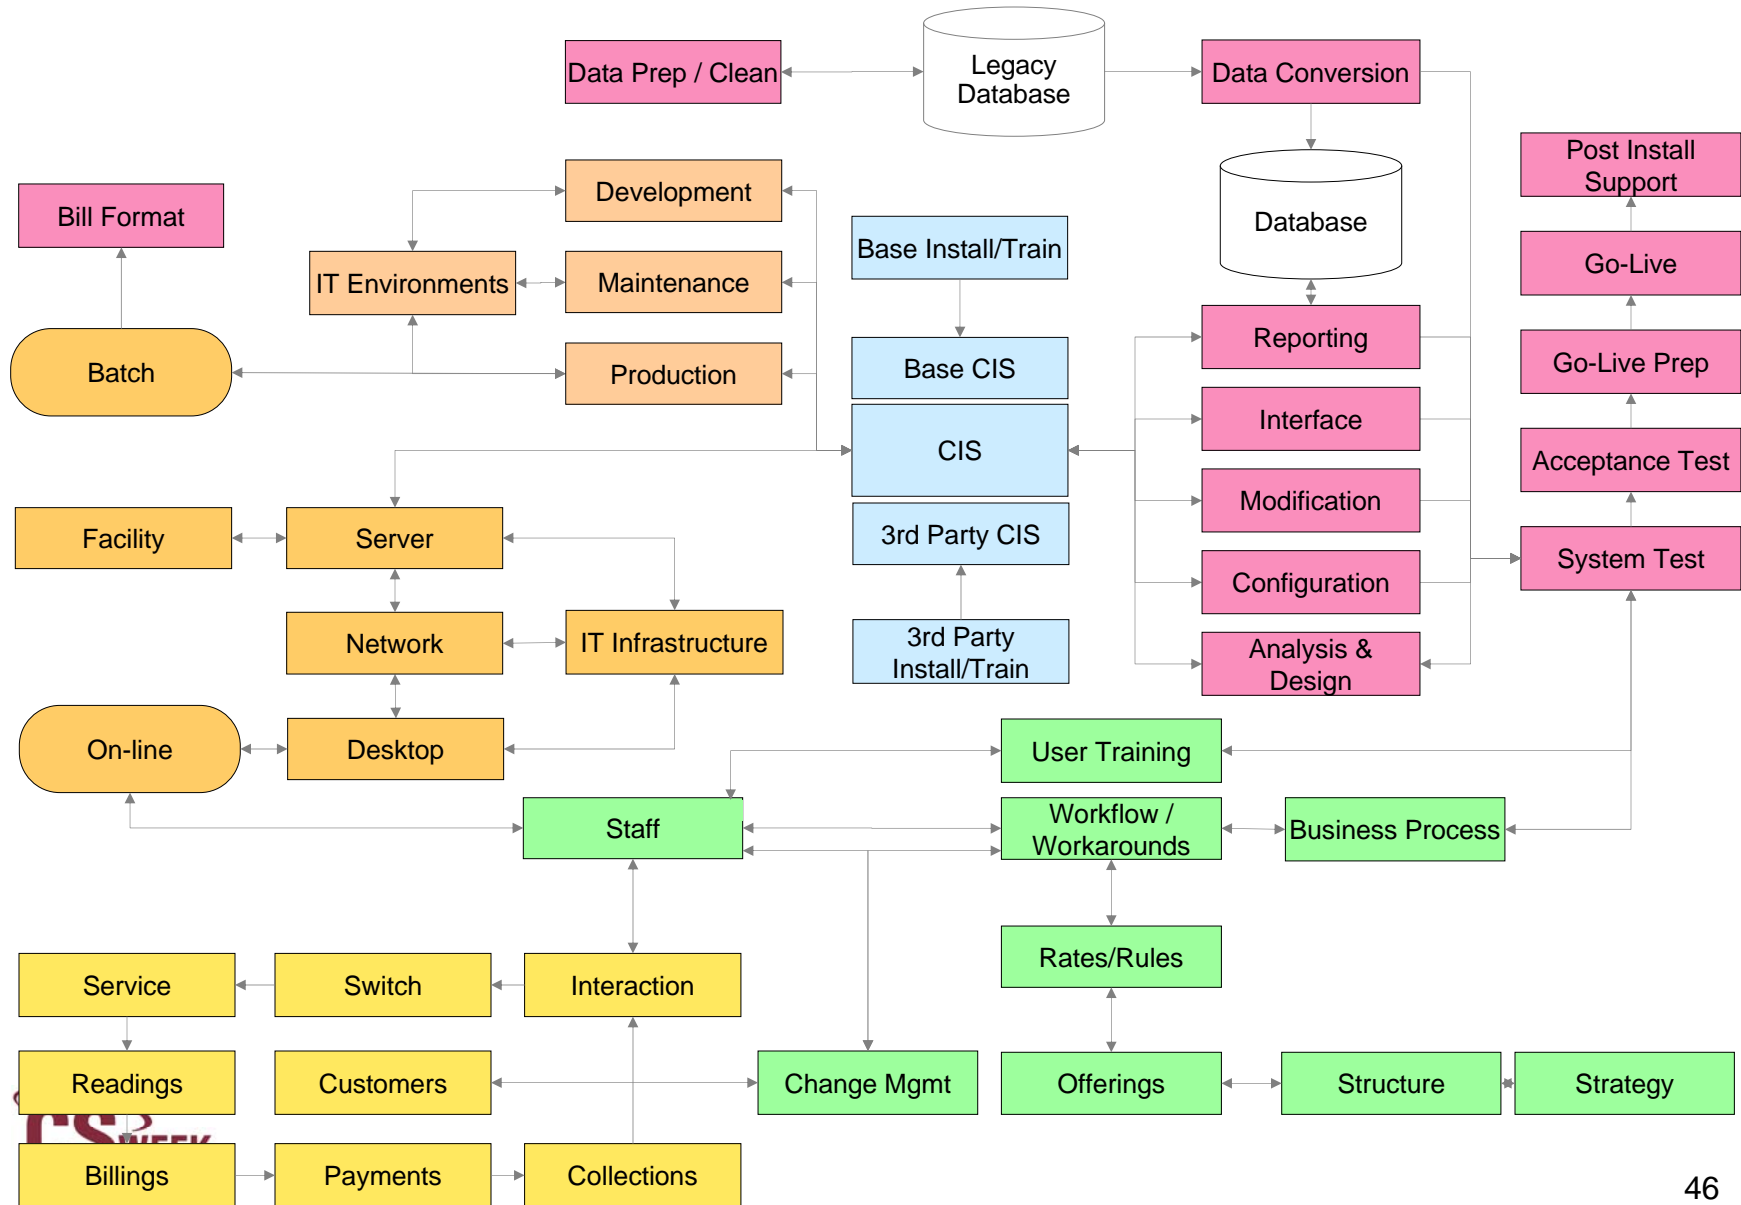 Data Prep / Clean
Legacy
Database
Data Conversion
Post Install
Support
Bill Format
Development
Database
Base Install/Train
Go-Live
IT Environments
Maintenance
Reporting
Go-Live Prep
Batch
Production
Base CIS
Interface
CIS
Acceptance Test
Modification
Facility
Server
3rd Party CIS
System Test
Configuration
Network
IT Infrastructure
3rd Party
Install/Train
Analysis &
Design
On-line
Desktop
User Training
Staff
Workflow /
Workarounds
Business Process
Rates/Rules
Service
Switch
Interaction
Readings
Customers
Change Mgmt
Offerings
Structure
Strategy
CSWEEK
Billings
Payments
Collections
46